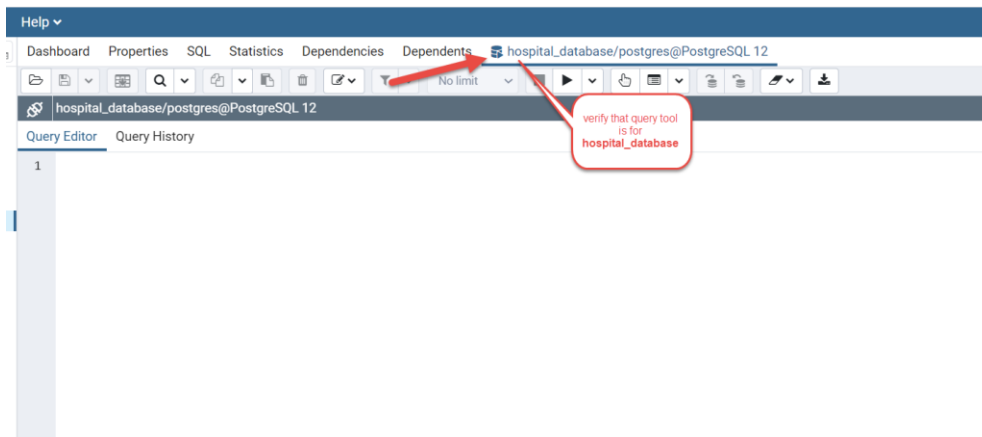 Help
Dashboard Properties SQL Statistics Dependencies Dependents hospital_database/postgres@PostgreSQL 12
No limit
hospital_database/postgres@PostgreSQL 12
verify that query tool
is for
hospital_database
Query Editor Query History
1